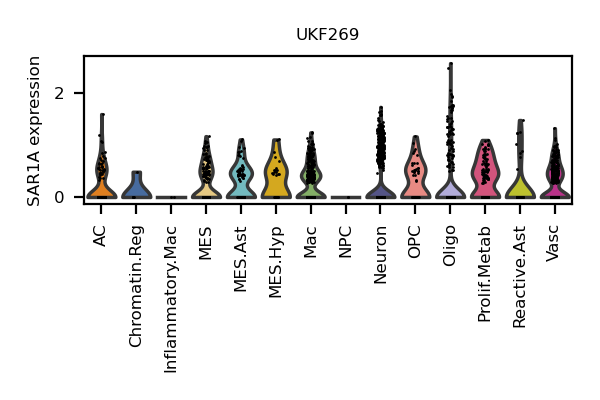 UKF269
SAR1A expression
2
0
AC
Chromatin.Reg
Inflammatory.Mac
MES
MES.Ast
MES.Hyp
Mac
NPC
Neuron
OPC
Oligo
Prolif.Metab
Reactive.Ast
Vasc